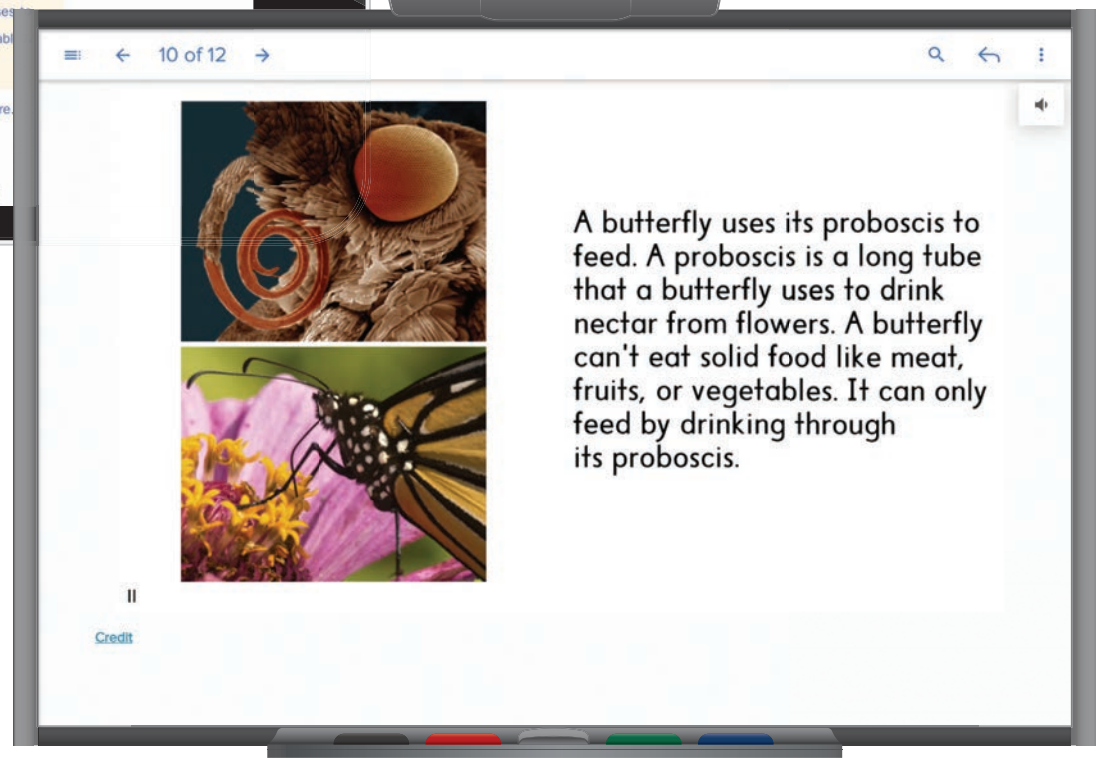 10 of 12
A butterfly uses its proboscis to
feed. A proboscis is a long tube
that a butterfly uses to drink
nectar from flowers. A butterfly
can't eat solid food like meat,
fruits, or vegetables. It can only
feed by drinking through
its proboscis.
Credit